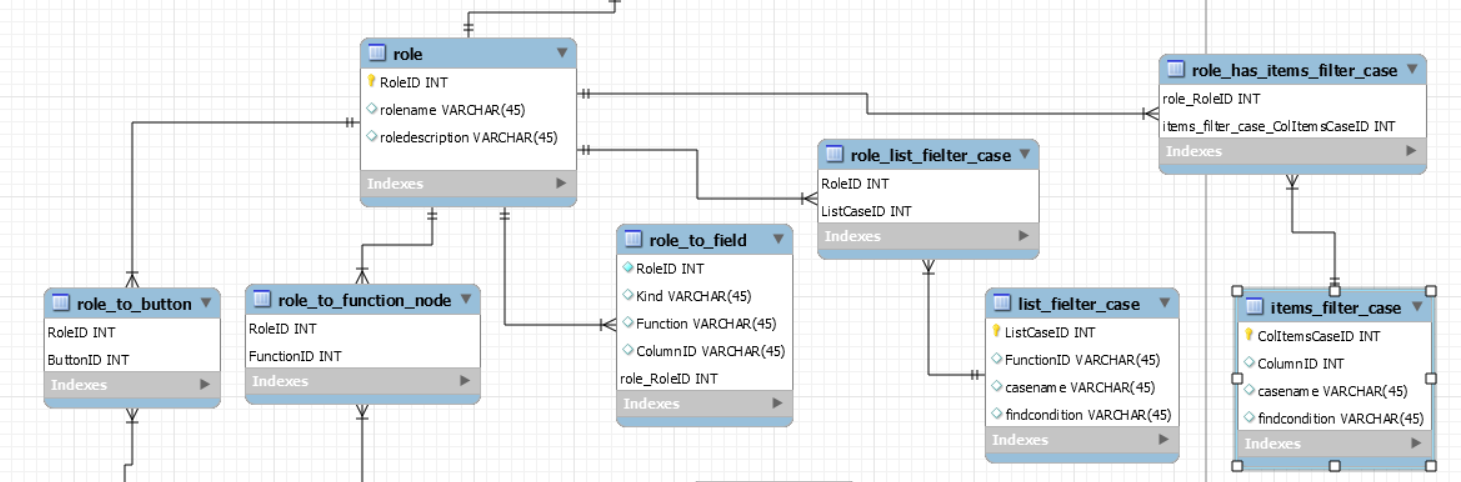 role
RoleID INT
rolename VARCHAR(45)
roledescription VARCHAR(45)
Indexes
role_has_items_filter_case
role_RoleID INT
items_filter_case_ColItemsCaseID INT
Indexes
role_list_fielter_case
RoleID INT
ListCaseID INT
Indexes
role_to_field
RoleID INT
Kind VARCHAR(45)
Function VARCHAR(45)
ColumnID VARCHAR(45)
role_RoleID INT
Indexes
role_to_button
RoleID INT
ButtonID INT
Indexes
role_to_function_node
RoleID INT
FunctionID INT
Indexes
list_fielter_case
ListCaseID INT
FunctionID VARCHAR(45)
casename VARCHAR(45)
findcondition VARCHAR(45)
Indexes
items_filter_case
ColItemsCaseID INT
ColumnID INT
casename VARCHAR(45)
findcondition VARCHAR(45)
Indexes